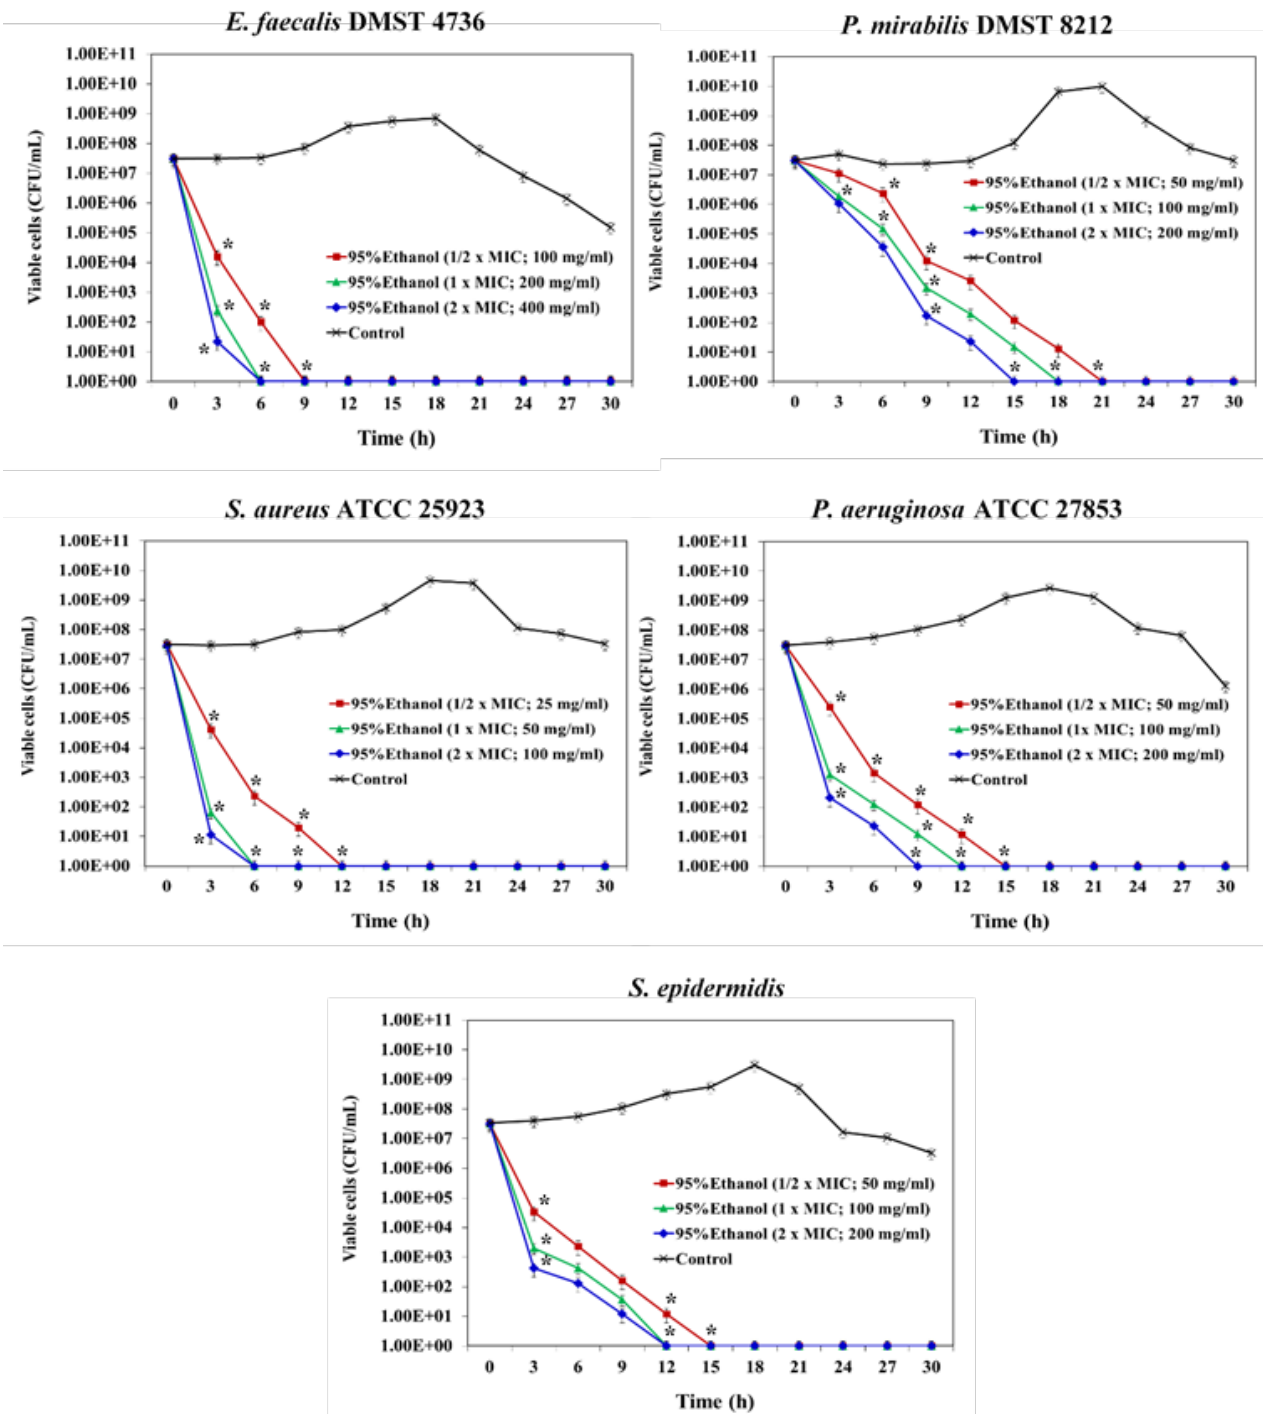 E. faecalis DMST 4736
1.00E+11
1.00E+10
1.00E+09
1.00E+08
1.00E+07
1.00E+06
1.00E+05
1.00E+04
1.00E+03
1.00E+02
1.00E+01
1.00E+00
Viable cells (CFU/mL)
95%Ethanol (1/2 x MIC; 100 mg/ml)
95%Ethanol (1 x MIC; 200 mg/ml)
95%Ethanol (2 x MIC; 400 mg/ml)
Control
* * * * * * *
0 3 6 9 12 15 18 21 24 27 30
Time (h)
P. mirabilis DMST 8212
1.00E+11
1.00E+10
1.00E+09
1.00E+08
1.00E+07
1.00E+06
1.00E+05
1.00E+04
1.00E+03
1.00E+02
1.00E+01
1.00E+00
Viable cells (CFU/mL)
95%Ethanol (1/2 x MIC; 50 mg/ml)
95%Ethanol (1 x MIC; 100 mg/ml)
95%Ethanol (2 x MIC; 200 mg/ml)
Control
* * * * * * * * *
0 3 6 9 12 15 18 21 24 27 30
Time (h)
S. aureus ATCC 25923
1.00E+11
1.00E+10
1.00E+09
1.00E+08
1.00E+07
1.00E+06
1.00E+05
1.00E+04
1.00E+03
1.00E+02
1.00E+01
1.00E+00
Viable cells (CFU/mL)
95%Ethanol (1/2 x MIC; 25 mg/ml)
95%Ethanol (1 x MIC; 50 mg/ml)
95%Ethanol (2 x MIC; 100 mg/ml)
Control
* * * * * * * *
0 3 6 9 12 15 18 21 24 27 30
Time (h)
P. aeruginosa ATCC 27853
1.00E+11
1.00E+10
1.00E+09
1.00E+08
1.00E+07
1.00E+06
1.00E+05
1.00E+04
1.00E+03
1.00E+02
1.00E+01
1.00E+00
Viable cells (CFU/mL)
95%Ethanol (1/2 x MIC; 50 mg/ml)
95%Ethanol (1x MIC; 100 mg/ml)
95%Ethanol (2 x MIC; 200 mg/ml)
Control
* * * * * * * * * *
0 3 6 9 12 15 18 21 24 27 30
Time (h)
S. epidermidis
1.00E+11
1.00E+10
1.00E+09
1.00E+08
1.00E+07
1.00E+06
1.00E+05
1.00E+04
1.00E+03
1.00E+02
1.00E+01
1.00E+00
Viable cells (CFU/mL)
95%Ethanol (1/2 x MIC; 50 mg/ml)
95%Ethanol (1 x MIC; 100 mg/ml)
95%Ethanol (2 x MIC; 200 mg/ml)
Control
* * * * * *
0 3 6 9 12 15 18 21 24 27 30
Time (h)